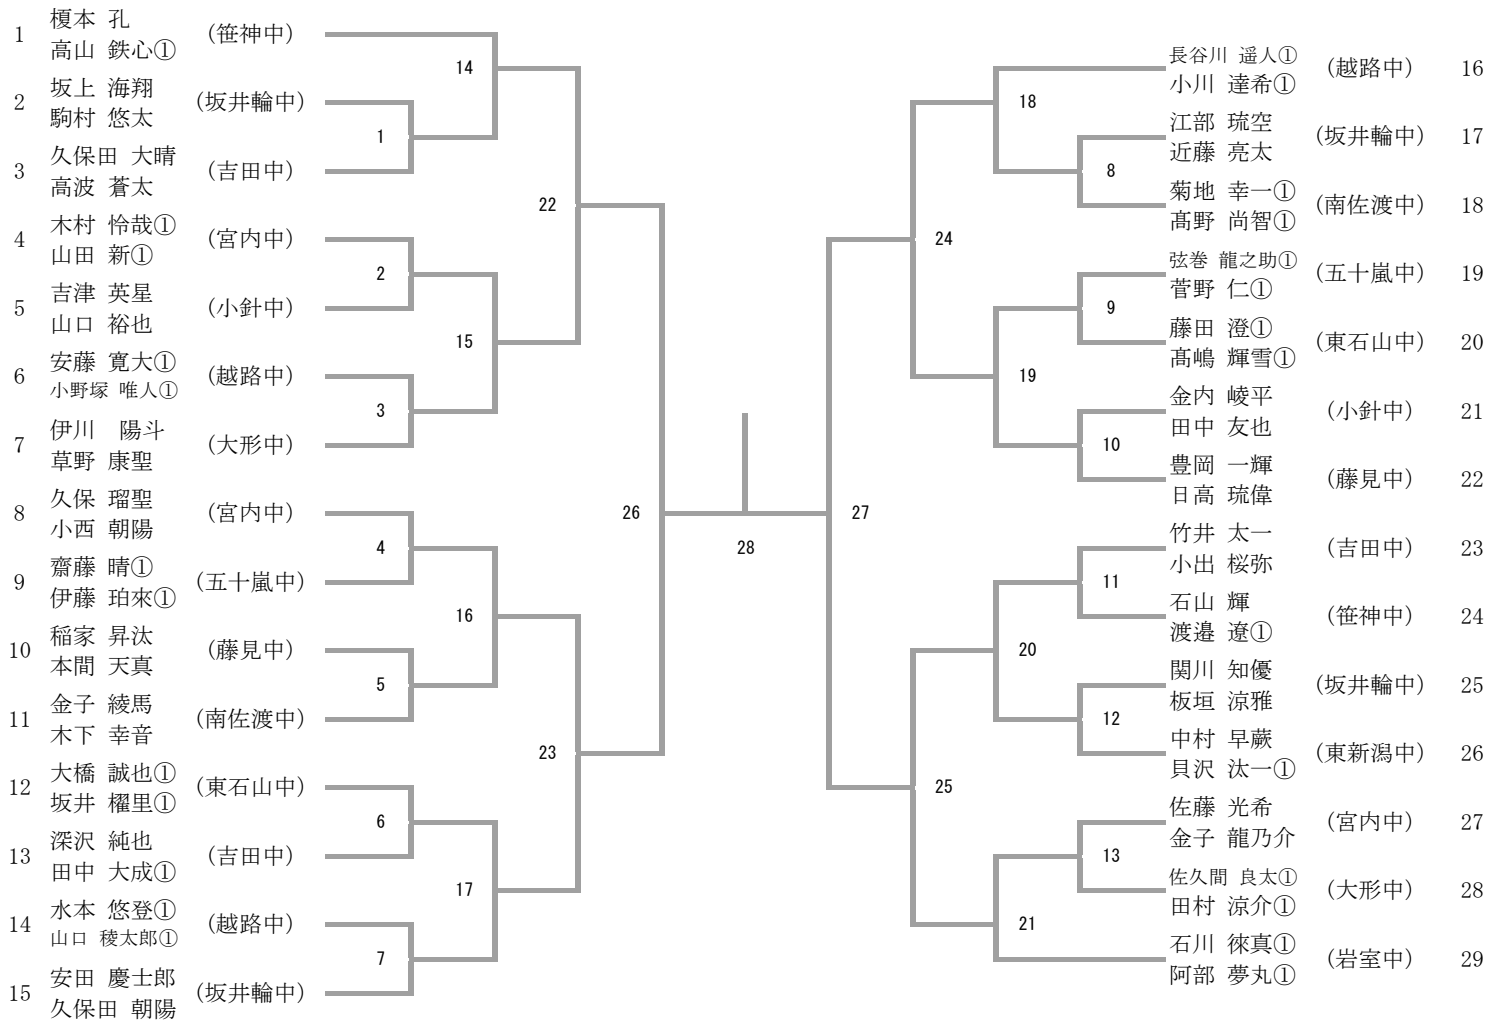 1 榎本 孔 (笹神中)
高山 鉄心①
2 坂上 海翔 (坂井輪中)
駒村 悠太
3 久保田 大晴 (吉田中)
高波 蒼太
4 木村 怜哉① (宮内中)
山田 新①
5 吉津 英星 (小針中)
山口 裕也
6 安藤 寛大① (越路中)
小野塚 唯人①
7 伊川　陽斗 (大形中)
草野 康聖
8 久保 瑠聖 (宮内中)
小西 朝陽
9 齋藤 晴① (五十嵐中)
伊藤 珀來①
10 稲家 昇汰 (藤見中)
本間 天真
11 金子 綾馬 (南佐渡中)
木下 幸音
12 大橋 誠也① (東石山中)
坂井 櫂里①
13 深沢 純也 (吉田中)
田中 大成①
14 水本 悠登① (越路中)
山口 稜太郎①
15 安田 慶士郎 (坂井輪中)
久保田 朝陽
14
1
22
2
15
3
26
4
16
5
23
6
17
7
28
27
18
8
24
9
19
10
11
20
12
25
13
21
長谷川 遥人① (越路中) 16
小川 達希①
江部 琉空 (坂井輪中) 17
近藤 亮太
菊地 幸一① (南佐渡中) 18
髙野 尚智①
弦巻 龍之助① (五十嵐中) 19
菅野 仁①
藤田 澄① (東石山中) 20
髙嶋 輝雪①
金内 崚平 (小針中) 21
田中 友也
豊岡 一輝 (藤見中) 22
日高 琉偉
竹井 太一 (吉田中) 23
小出 桜弥
石山 輝 (笹神中) 24
渡邉 遼①
関川 知優 (坂井輪中) 25
板垣 涼雅
中村 早蕨 (東新潟中) 26
貝沢 汰一①
佐藤 光希 (宮内中) 27
金子 龍乃介
佐久間 良太① (大形中) 28
田村 涼介①
石川 徠真① (岩室中) 29
阿部 夢丸①